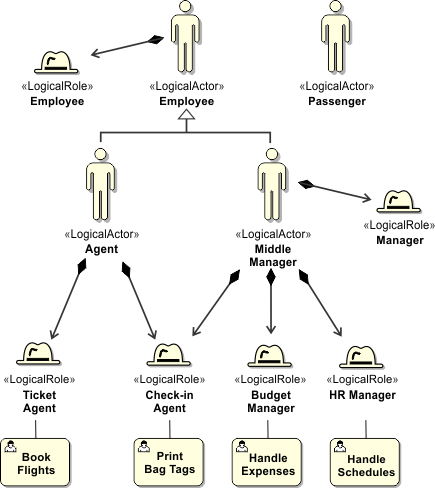 «LogicalRole»
Employee
«LogicalActor»
Employee
«LogicalActor»
Passenger
«LogicalActor»
Agent
«LogicalActor»
Middle
Manager
«LogicalRole»
Manager
«LogicalRole»
Ticket
Agent
«LogicalRole»
Check-in
Agent
«LogicalRole»
Budget
Manager
«LogicalRole»
HR Manager
Book
Flights
Print
Bag Tags
Handle
Expenses
Handle
Schedules